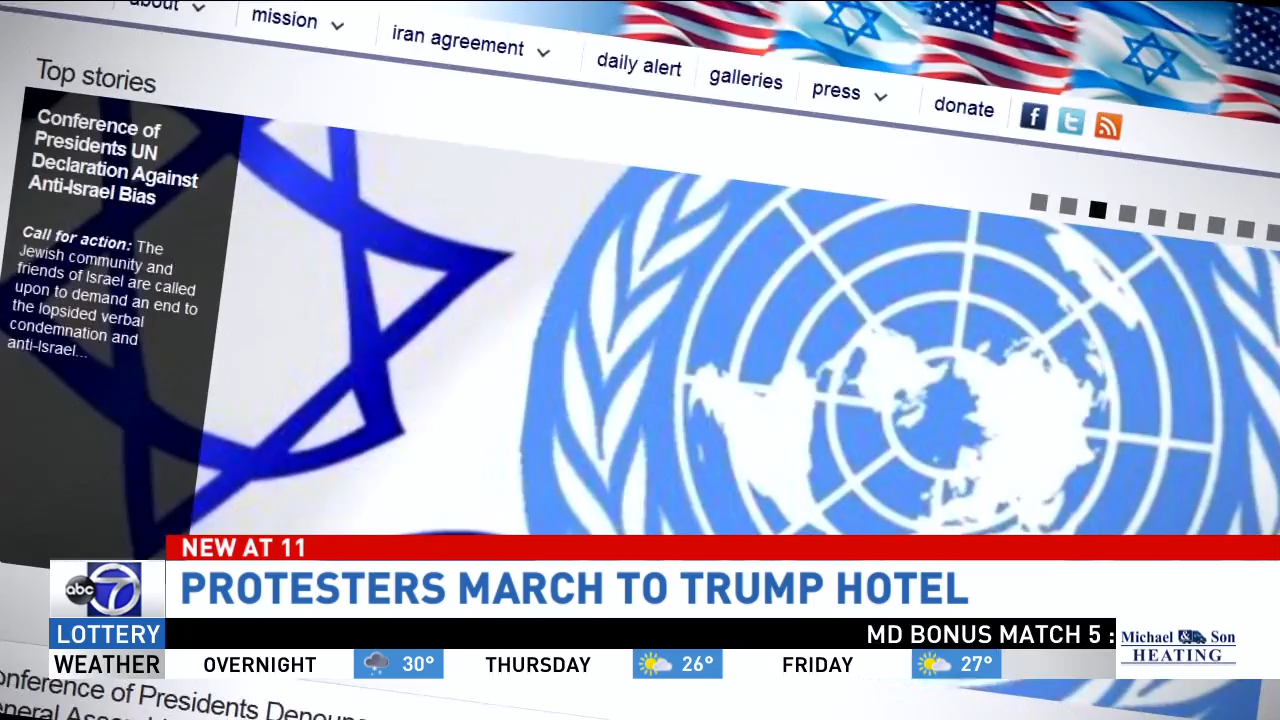 about
mission
iran agreement
daily alert
galleries
press
donate
f
t
Top stories
Conference of
Presidents UN
Declaration Against
Anti-Israel Bias
Call for action: The
Jewish community and
friends of Israel are called
upon to demand an end to
the lopsided verbal
condemnation and
anti-Israel...
NEW AT 11
abc 7
PROTESTERS MARCH TO TRUMP HOTEL
LOTTERY
MD BONUS MATCH 5 :
Michael & Son
HEATING
WEATHER
OVERNIGHT 30°
THURSDAY 26°
FRIDAY 27°
onference of Presidents